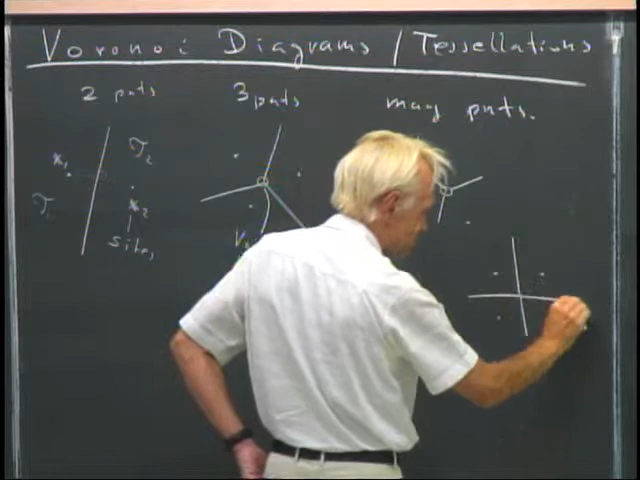 Voronoi Diagrams / Tessellations
2 pnts 3 pnts many pnts.
x₁ T₂
T₁ x₂
sites
V